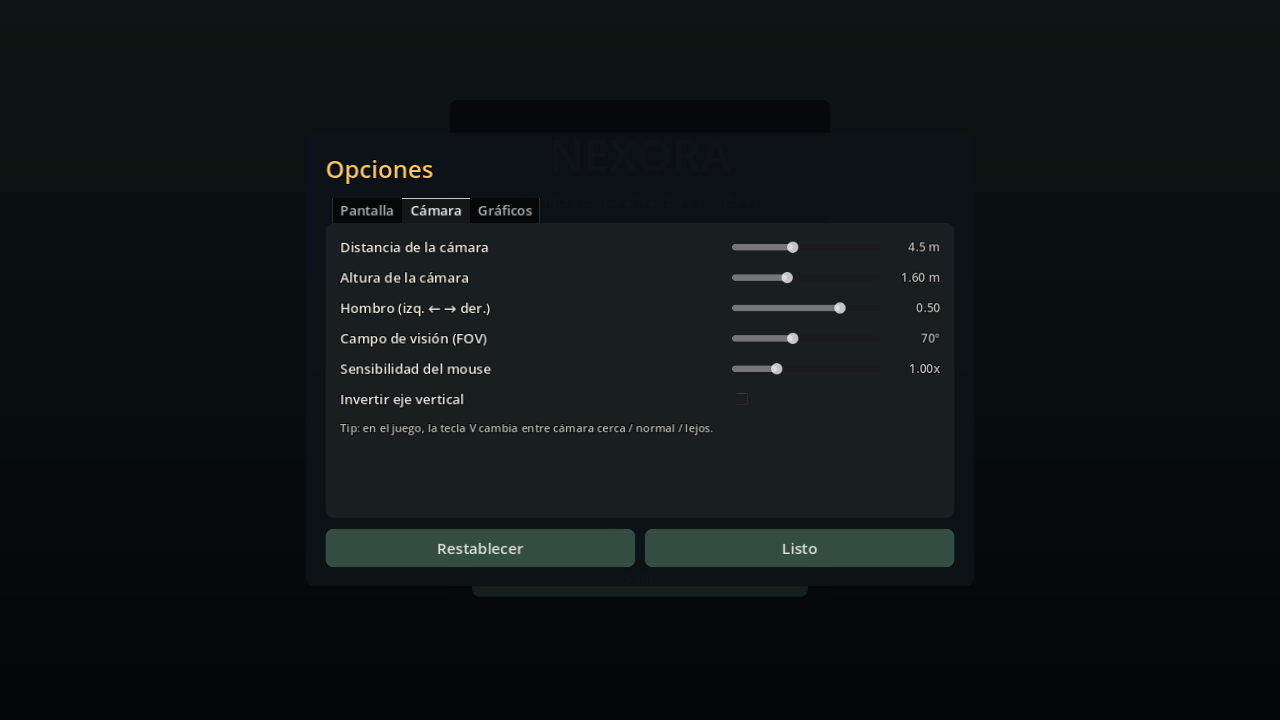 NEXORA
Opciones
Pantalla Cámara Gráficos
Distancia de la cámara 4.5 m
Altura de la cámara 1.60 m
Hombro (izq. ← → der.) 0.50
Campo de visión (FOV) 70°
Sensibilidad del mouse 1.00x
Invertir eje vertical
Tip: en el juego, la tecla V cambia entre cámara cerca / normal / lejos.
Restablecer Listo